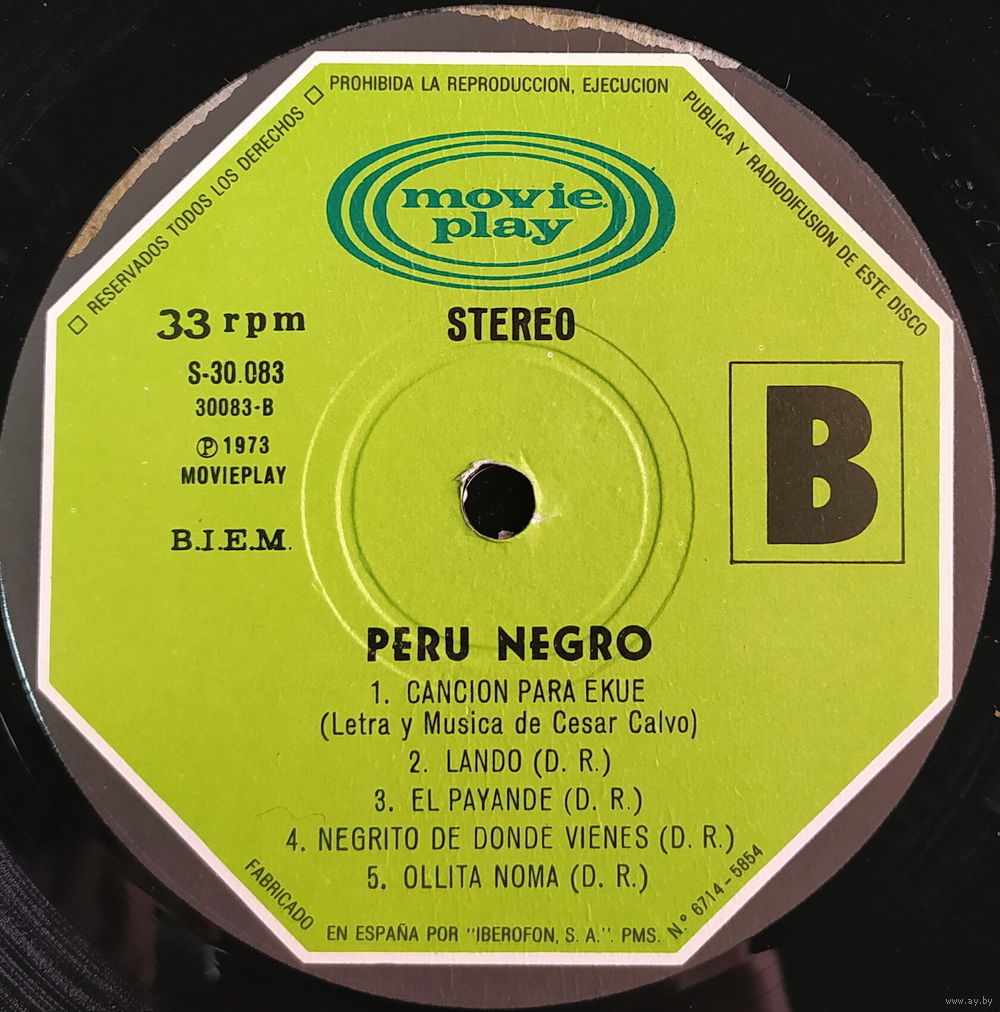 □ RESERVADOS TODOS LOS DERECHOS □ PROHIBIDA LA REPRODUCCION, EJECUCION PUBLICA Y RADIODIFUSION DE ESTE DISCO
movie
play
33 rpm
STEREO
S-30.083
30083-B
Ⓟ 1973
MOVIEPLAY
B.I.E.M.
B
PERU NEGRO
1. CANCION PARA EKUE
(Letra y Musica de Cesar Calvo)
2. LANDO (D. R.)
3. EL PAYANDE (D. R.)
4. NEGRITO DE DONDE VIENES (D. R.)
5. OLLITA NOMA (D. R.)
FABRICADO EN ESPAÑA POR "IBEROFON, S. A.". PMS. N.º 6714-5854
www.ay.by